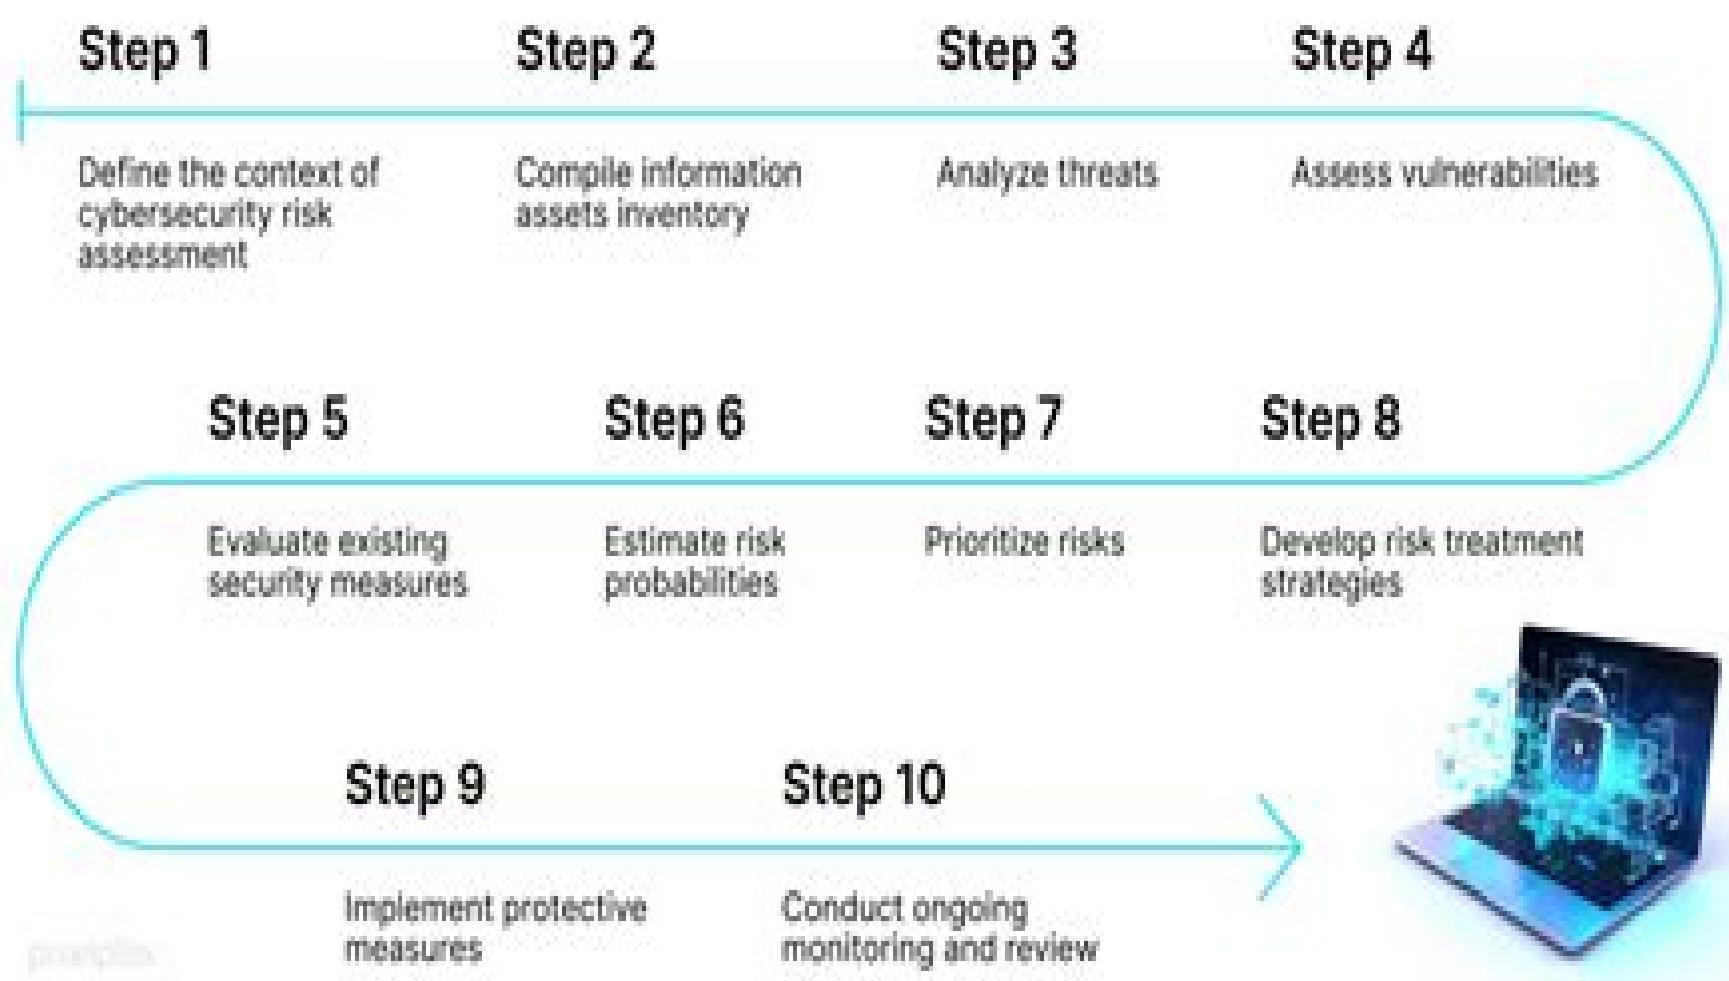 Step 1
Step 2
Step 3
Step 4
Define the context of
cybersecurity risk
assessment
Compile information
assets inventory
Analyze threats
Assess vulnerabilities
Step 5
Step 6
Step 7
Step 8
Evaluate existing
security measures
Estimate risk
probabilities
Prioritize risks
Develop risk treatment
strategies
Step 9
Step 10
Implement protective
measures
Conduct ongoing
monitoring and review